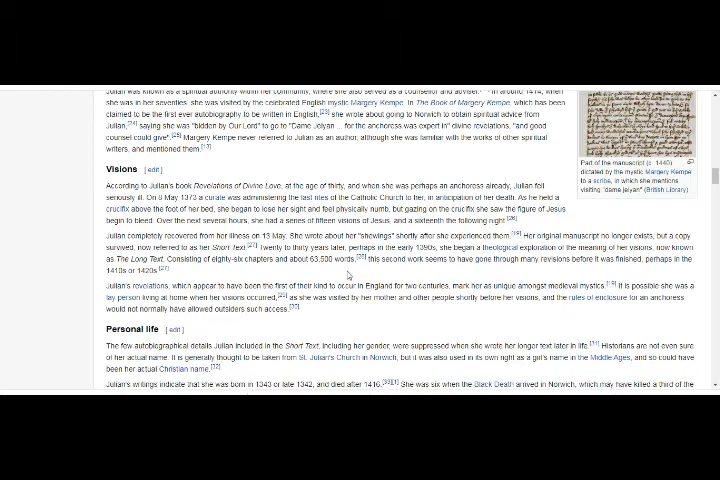 Julian was known as a spiritual authority within her community, where she also served as a counsellor and adviser. In around 1414, when
she was in her seventies, she was visited by the celebrated English mystic Margery Kempe. In The Book of Margery Kempe, which has been
claimed to be the first ever autobiography to be written in English,[23] she wrote about going to Norwich to obtain spiritual advice from
Julian,[24] saying she was "bidden by Our Lord" to go to "Dame Jelyan ... for the anchoress was expert in" divine revelations, "and good
counsel could give".[25] Margery Kempe never referred to Julian as an author, although she was familiar with the works of other spiritual
writers, and mentioned them.[13]
Part of the manuscript (c. 1440)
dictated by the mystic Margery Kempe
to a scribe, in which she mentions
visiting "dame jelyan" (British Library)
Visions [ edit ]
According to Julian's book Revelations of Divine Love, at the age of thirty, and when she was perhaps an anchoress already, Julian fell
seriously ill. On 8 May 1373 a curate was administering the last rites of the Catholic Church to her, in anticipation of her death. As he held a
crucifix above the foot of her bed, she began to lose her sight and feel physically numb, but gazing on the crucifix she saw the figure of Jesus
begin to bleed. Over the next several hours, she had a series of fifteen visions of Jesus, and a sixteenth the following night.[26]
Julian completely recovered from her illness on 13 May. She wrote about her "shewings" shortly after she experienced them.[19] Her original manuscript no longer exists, but a copy
survived, now referred to as her Short Text.[27] Twenty to thirty years later, perhaps in the early 1390s, she began a theological exploration of the meaning of her visions, now known
as The Long Text. Consisting of eighty-six chapters and about 63,500 words,[28] this second work seems to have gone through many revisions before it was finished, perhaps in the
1410s or 1420s.[27]
Julian's revelations, which appear to have been the first of their kind to occur in England for two centuries, mark her as unique amongst medieval mystics.[19] It is possible she was a
lay person living at home when her visions occurred,[29] as she was visited by her mother and other people shortly before her visions, and the rules of enclosure for an anchoress
would not normally have allowed outsiders such access.[30]
Personal life [ edit ]
The few autobiographical details Julian included in the Short Text, including her gender, were suppressed when she wrote her longer text later in life.[31] Historians are not even sure
of her actual name. It is generally thought to be taken from St. Julian's Church in Norwich, but it was also used in its own right as a girl's name in the Middle Ages, and so could have
been her actual Christian name.[32]
Julian's writings indicate that she was born in 1343 or late 1342, and died after 1416.[33][1] She was six when the Black Death arrived in Norwich, which may have killed a third of the